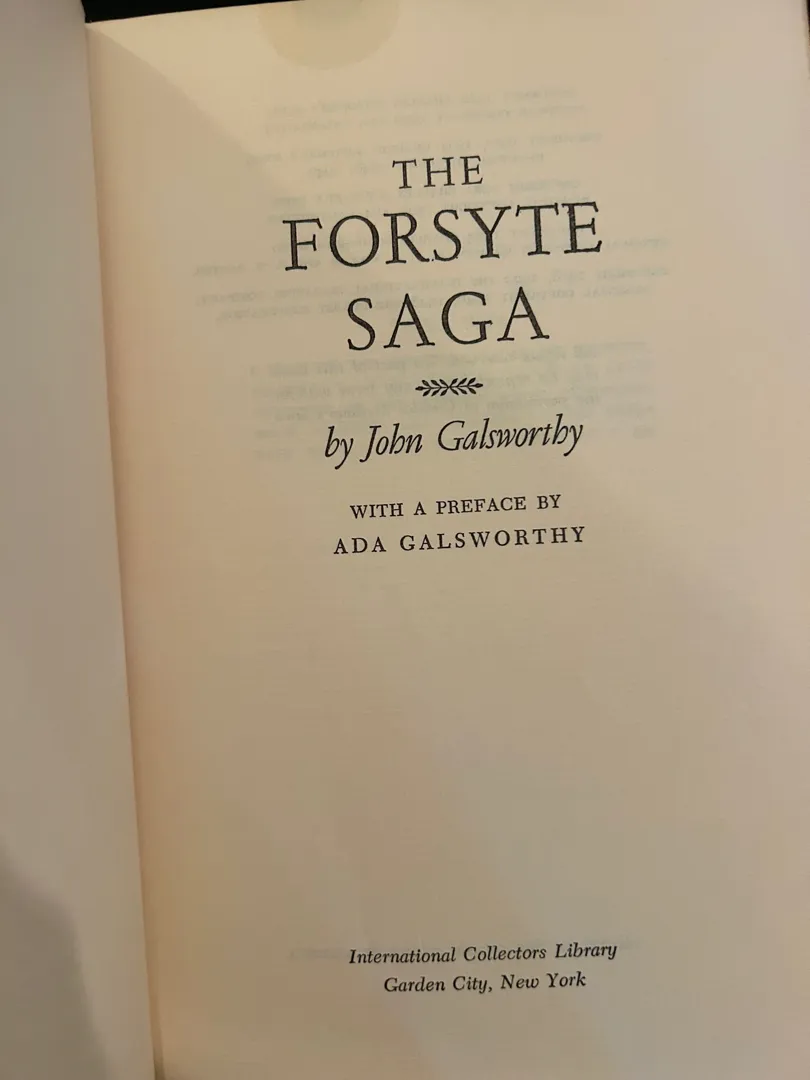 THE
FORSYTE
SAGA
by John Galsworthy
WITH A PREFACE BY
ADA GALSWORTHY
International Collectors Library
Garden City, New York